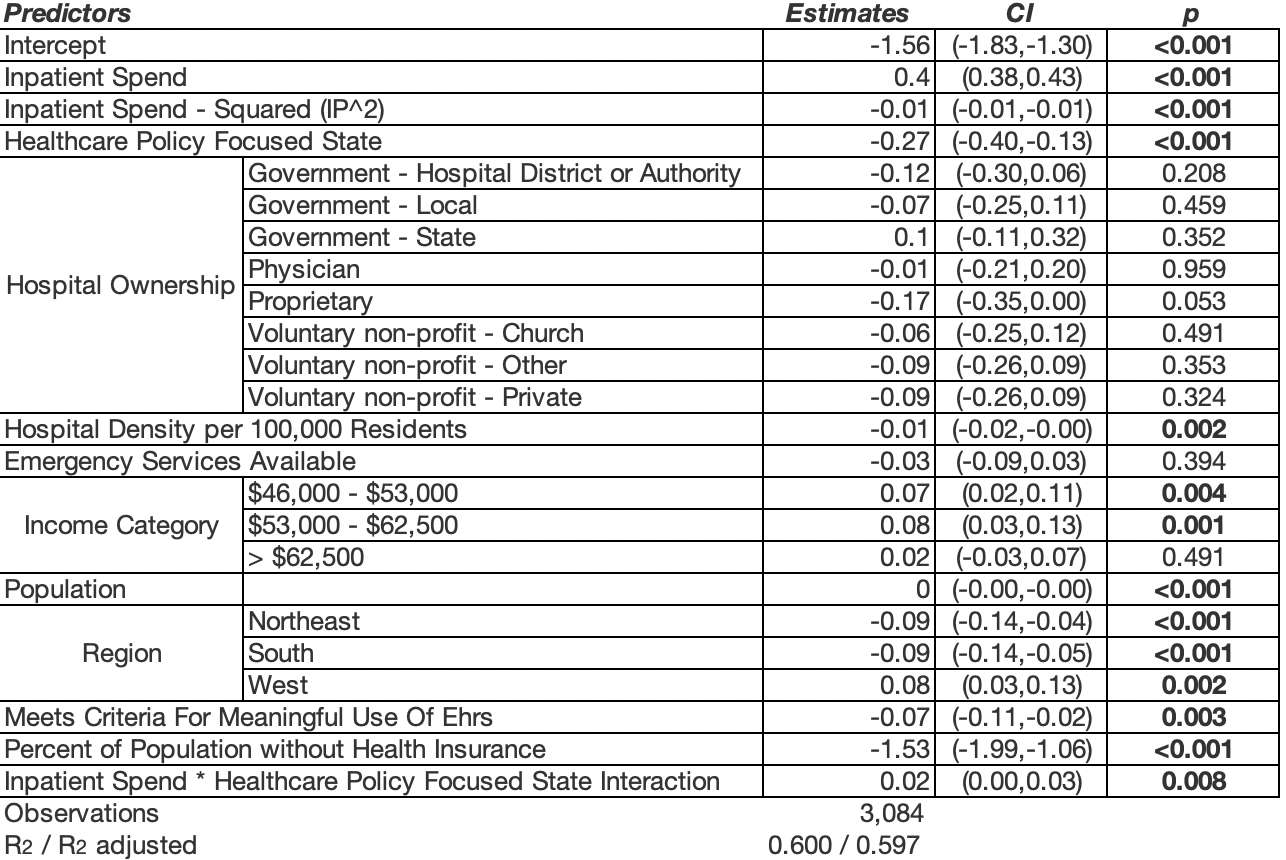 Predictors Estimates CI p
Intercept -1.56 (-1.83,-1.30) <0.001
Inpatient Spend 0.4 (0.38,0.43) <0.001
Inpatient Spend - Squared (IP^2) -0.01 (-0.01,-0.01) <0.001
Healthcare Policy Focused State -0.27 (-0.40,-0.13) <0.001
Hospital Ownership
Government - Hospital District or Authority -0.12 (-0.30,0.06) 0.208
Government - Local -0.07 (-0.25,0.11) 0.459
Government - State 0.1 (-0.11,0.32) 0.352
Physician -0.01 (-0.21,0.20) 0.959
Proprietary -0.17 (-0.35,0.00) 0.053
Voluntary non-profit - Church -0.06 (-0.25,0.12) 0.491
Voluntary non-profit - Other -0.09 (-0.26,0.09) 0.353
Voluntary non-profit - Private -0.09 (-0.26,0.09) 0.324
Hospital Density per 100,000 Residents -0.01 (-0.02,-0.00) 0.002
Emergency Services Available -0.03 (-0.09,0.03) 0.394
Income Category
$46,000 - $53,000 0.07 (0.02,0.11) 0.004
$53,000 - $62,500 0.08 (0.03,0.13) 0.001
> $62,500 0.02 (-0.03,0.07) 0.491
Population 0 (-0.00,-0.00) <0.001
Region
Northeast -0.09 (-0.14,-0.04) <0.001
South -0.09 (-0.14,-0.05) <0.001
West 0.08 (0.03,0.13) 0.002
Meets Criteria For Meaningful Use Of Ehrs -0.07 (-0.11,-0.02) 0.003
Percent of Population without Health Insurance -1.53 (-1.99,-1.06) <0.001
Inpatient Spend * Healthcare Policy Focused State Interaction 0.02 (0.00,0.03) 0.008
Observations 3,084
R2 / R2 adjusted 0.600 / 0.597